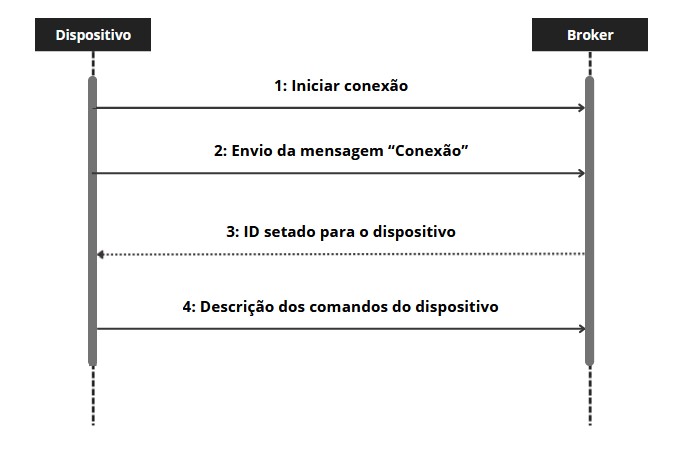 Dispositivo
Broker
1: Iniciar conexão
2: Envio da mensagem “Conexão”
3: ID setado para o dispositivo
4: Descrição dos comandos do dispositivo